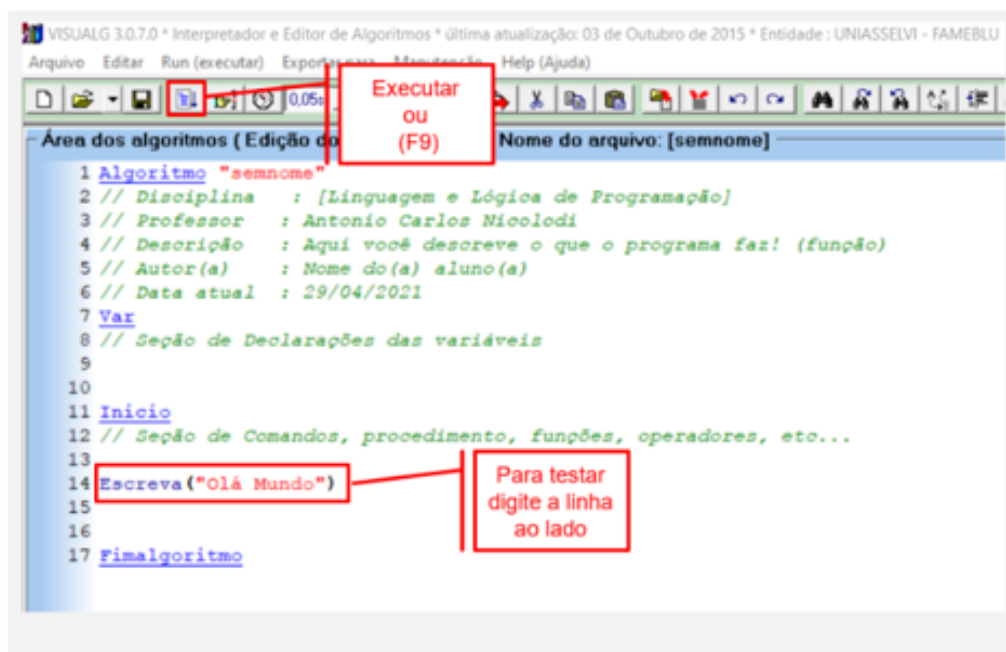 VISUALG 3.0.7.0 * Interpretador e Editor de Algoritmos * última atualização: 03 de Outubro de 2015 * Entidade : UNIASSELVI - FAMEBLU
Arquivo Editar Run (executar) Exportar para Manutenção Help (Ajuda)
0,05s
Executar
ou
(F9)
Área dos algoritmos ( Edição do Nome do arquivo: [semnome]
1 Algoritmo "semnome"
2 // Disciplina : [Linguagem e Lógica de Programação]
3 // Professor : Antonio Carlos Nicolodi
4 // Descrição : Aqui você descreve o que o programa faz! (função)
5 // Autor(a) : Nome do(a) aluno(a)
6 // Data atual : 29/04/2021
7 Var
8 // Seção de Declarações das variáveis
9
10
11 Inicio
12 // Seção de Comandos, procedimento, funções, operadores, etc...
13
14 Escreva("Olá Mundo")
15
16
17 Fimalgoritmo
Para testar
digite a linha
ao lado